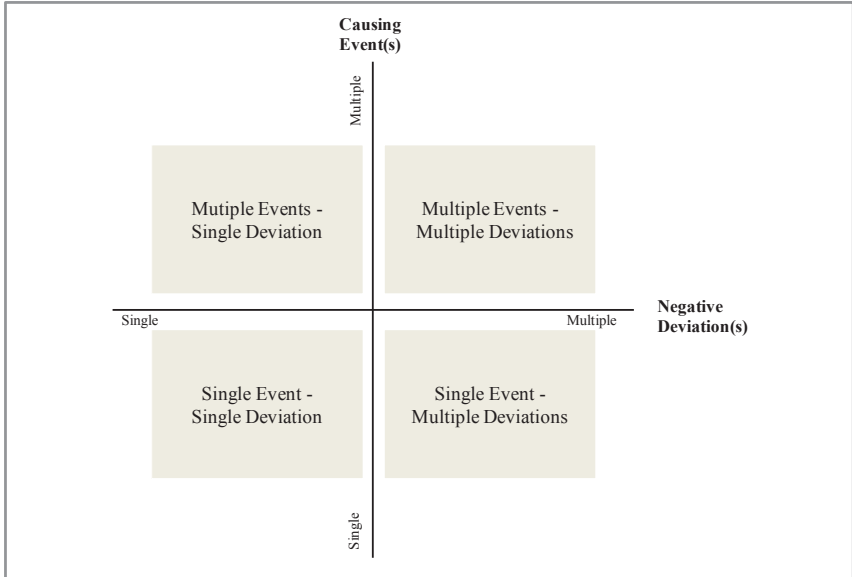 Causing
Event(s)
Multiple
Mutiple Events -
Single Deviation
Multiple Events -
Multiple Deviations
Negative
Deviation(s)
Single
Multiple
Single Event -
Single Deviation
Single Event -
Multiple Deviations
Single